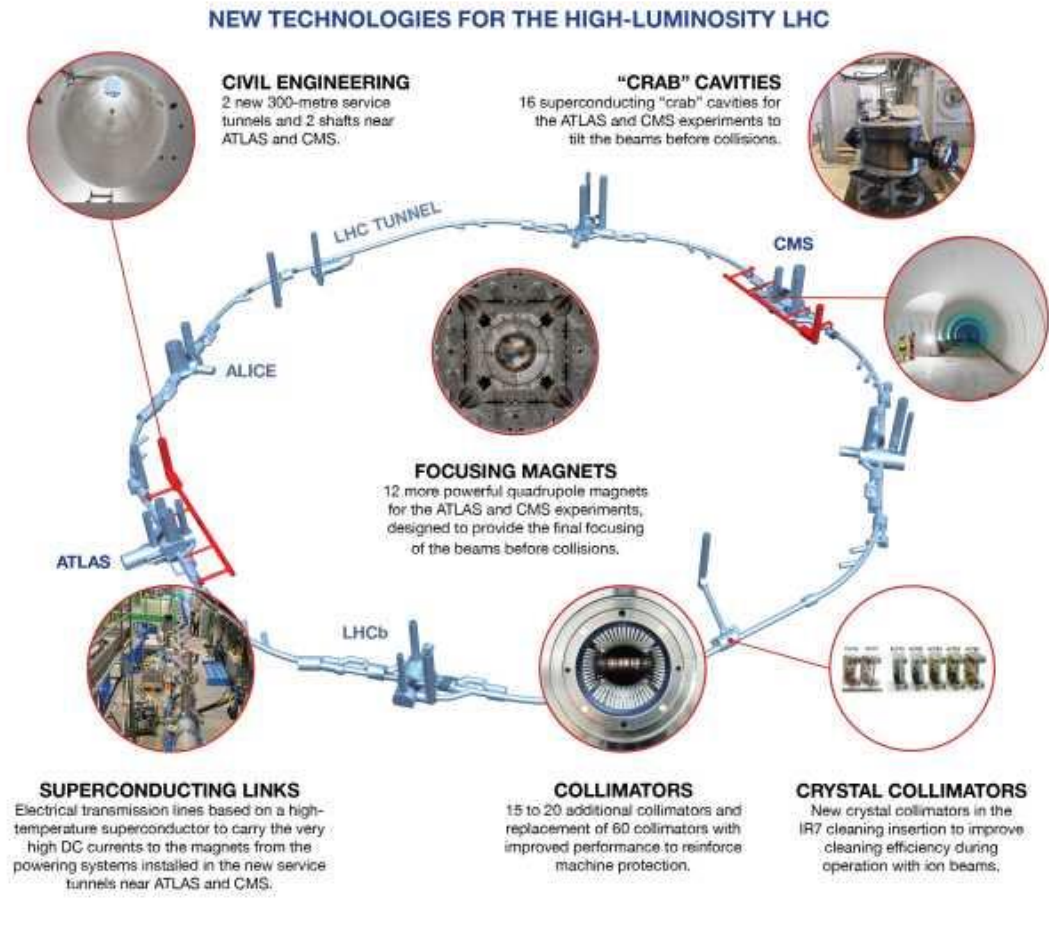 NEW TECHNOLOGIES FOR THE HIGH-LUMINOSITY LHC
CIVIL ENGINEERING
2 new 300-metre service
tunnels and 2 shafts near
ATLAS and CMS.
"CRAB" CAVITIES
16 superconducting "crab" cavities for
the ATLAS and CMS experiments to
tilt the beams before collisions.
LHC TUNNEL
CMS
ALICE
FOCUSING MAGNETS
12 more powerful quadrupole magnets
for the ATLAS and CMS experiments,
designed to provide the final focusing
of the beams before collisions.
ATLAS
LHCb
SUPERCONDUCTING LINKS
Electrical transmission lines based on a high-
temperature superconductor to carry the very
high DC currents to the magnets from the
powering systems installed in the new service
tunnels near ATLAS and CMS.
COLLIMATORS
15 to 20 additional collimators and
replacement of 60 collimators with
improved performance to reinforce
machine protection.
CRYSTAL COLLIMATORS
New crystal collimators in the
IR7 cleaning insertion to improve
cleaning efficiency during
operation with ion beams.